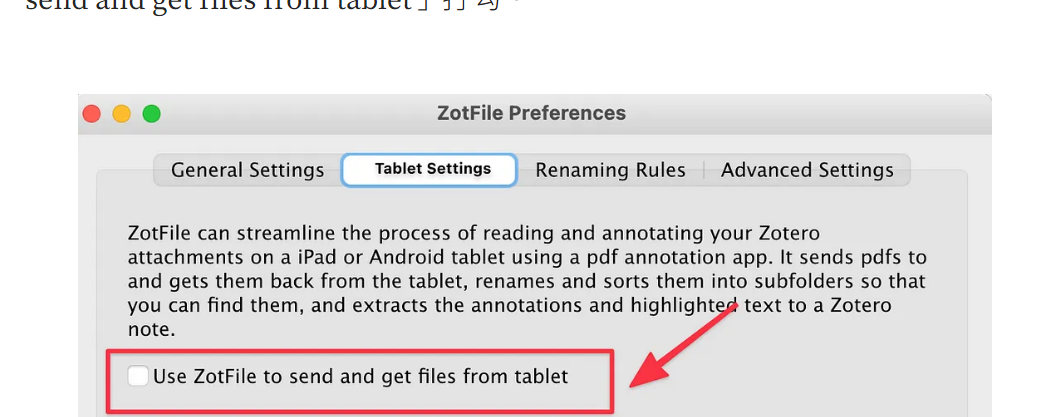 send and get files from tablet」打勾。
ZotFile Preferences
General Settings
Tablet Settings
Renaming Rules
Advanced Settings
ZotFile can streamline the process of reading and annotating your Zotero
attachments on a iPad or Android tablet using a pdf annotation app. It sends pdfs to
and gets them back from the tablet, renames and sorts them into subfolders so that
you can find them, and extracts the annotations and highlighted text to a Zotero
note.
Use ZotFile to send and get files from tablet